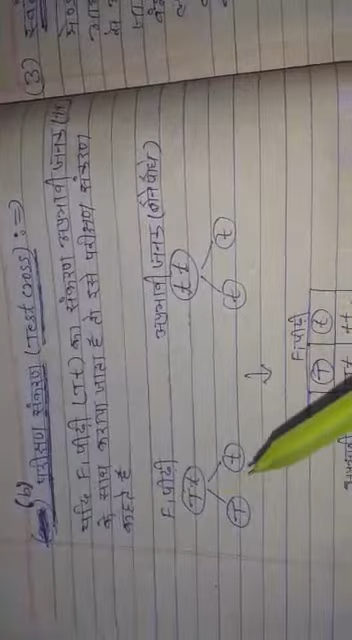 (3)
(b)
परीक्षण संकरण (Test cross) :-
यदि F₁ पीढ़ी (Tt) का संकरण अप्रभावी जनक (tt)
के साथ कराया जाता है तो इसे परीक्षण संकरण
कहते हैं
F₁ पीढ़ी अप्रभावी जनक (बौने पौधे)
Tt tt
T t t t
↓
F₁ पीढ़ी
T t
Tt tt